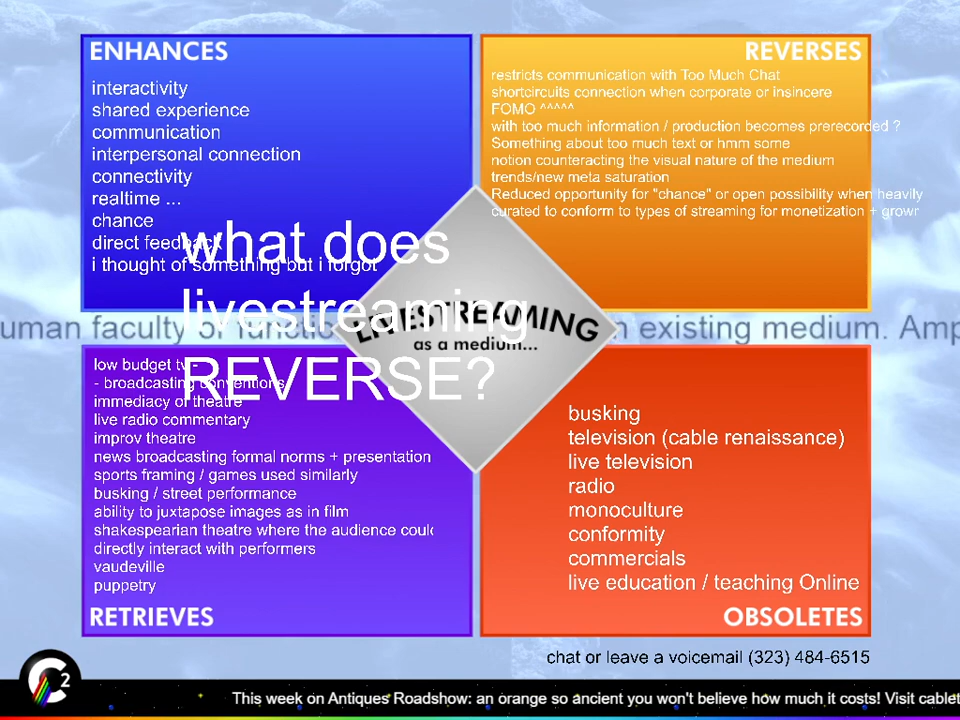 ENHANCES
interactivity
shared experience
communication
interpersonal connection
connectivity
realtime ...
chance
direct feedback
i thought of something but i forgot
REVERSES
restricts communication with Too Much Chat
shortcircuits connection when corporate or insincere
FOMO ^^^^^
with too much information / production becomes prerecorded ?
Something about too much text or hmm some
notion counteracting the visual nature of the medium
trends/new meta saturation
Reduced opportunity for "chance" or open possibility when heavily
curated to conform to types of streaming for monetization + growr
what does
livestreaming
REVERSE?
LIVESTREAMING
as a medium...
uman faculty or function existing medium. Amp
low budget tv -
- broadcasting conventions
immediacy of theatre
live radio commentary
improv theatre
news broadcasting formal norms + presentation
sports framing / games used similarly
busking / street performance
ability to juxtapose images as in film
shakespearian theatre where the audience could
directly interact with performers
vaudeville
puppetry
RETRIEVES
busking
television (cable renaissance)
live television
radio
monoculture
conformity
commercials
live education / teaching Online
OBSOLETES
chat or leave a voicemail (323) 484-6515
C2
This week on Antiques Roadshow: an orange so ancient you won't believe how much it costs! Visit cablet